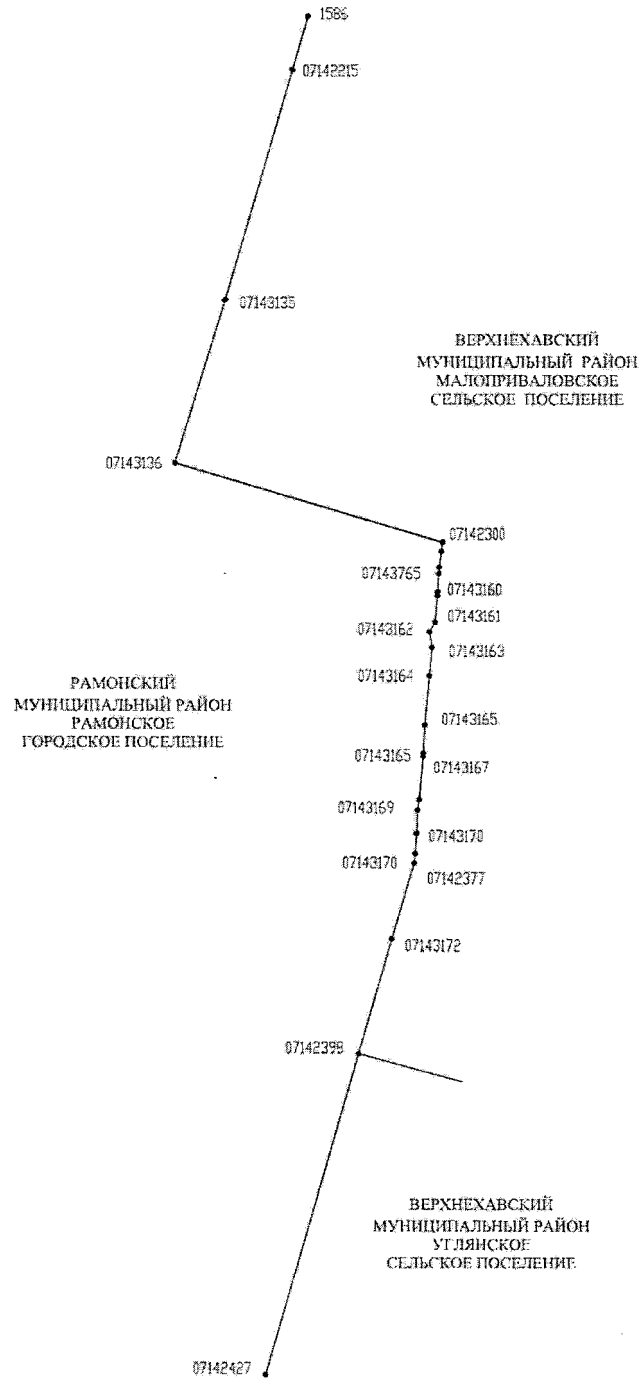 1586
07142215
07143135
ВЕРХНЕХАВСКИЙ
МУНИЦИПАЛЬНЫЙ РАЙОН
МАЛОПРИВАЛОВСКОЕ
СЕЛЬСКОЕ ПОСЕЛЕНИЕ
07143136
07142300
07143765
07143160
07143161
07143162
07143163
07143164
РАМОНСКИЙ
МУНИЦИПАЛЬНЫЙ РАЙОН
РАМОНСКОЕ
ГОРОДСКОЕ ПОСЕЛЕНИЕ
07143165
07143165
07143167
07143169
07143170
07143170
07142377
07143172
07142398
ВЕРХНЕХАВСКИЙ
МУНИЦИПАЛЬНЫЙ РАЙОН
УГЛЯНСКОЕ
СЕЛЬСКОЕ ПОСЕЛЕНИЕ
07142427